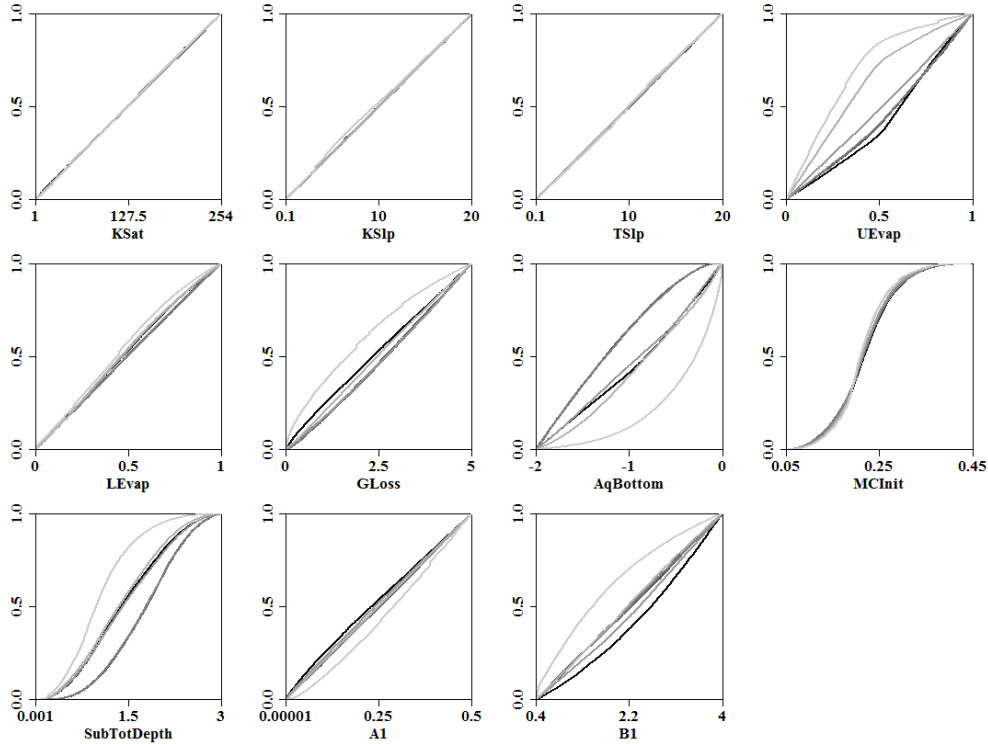 1.0 1.0 1.0 1.0
0.5 0.5 0.5 0.5
0.0 0.0 0.0 0.0
1 127.5 254 0.1 10 20 0.1 10 20 0 0.5 1
KSat KSlp TSlp UEvap
1.0 1.0 1.0 1.0
0.5 0.5 0.5 0.5
0.0 0.0 0.0 0.0
0 0.5 1 0 2.5 5 -2 -1 0 0.05 0.25 0.45
LEvap GLoss AqBottom MCInit
1.0 1.0 1.0
0.5 0.5 0.5
0.0 0.0 0.0
0.001 1.5 3 0.00001 0.25 0.5 0.4 2.2 4
SubTotDepth A1 B1